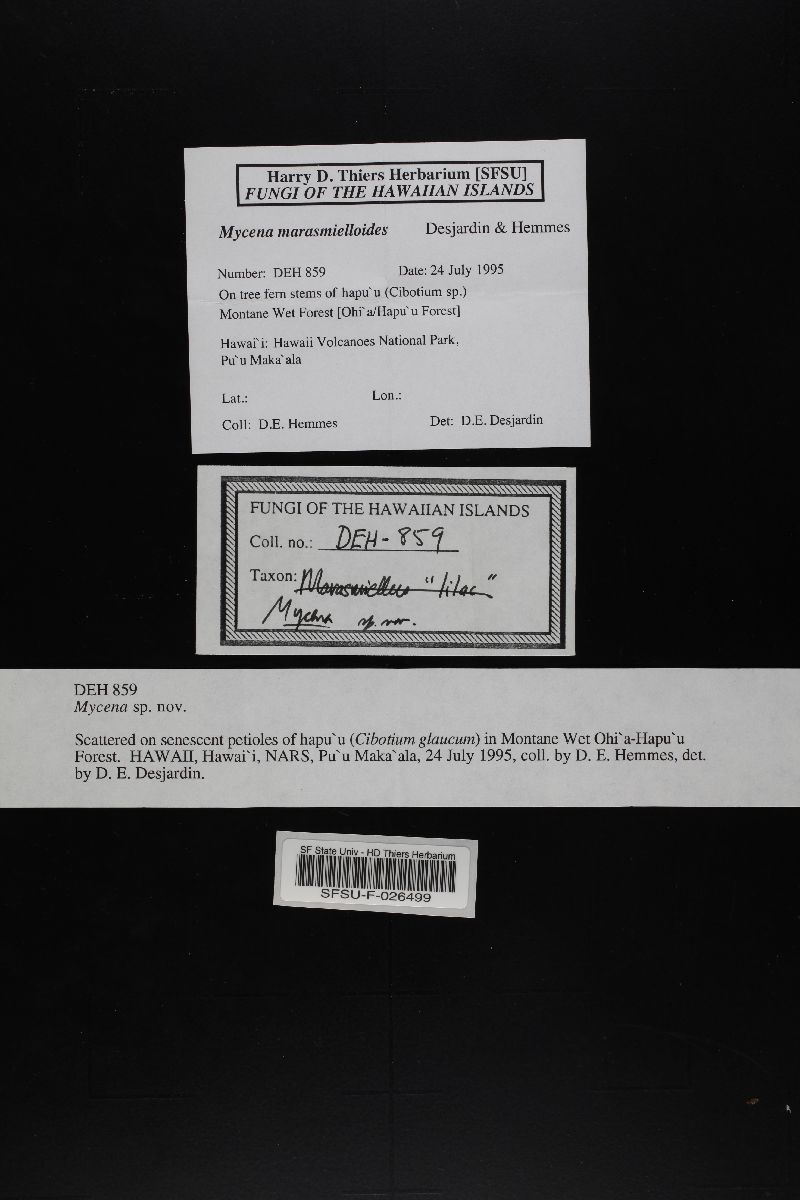 Harry D. Thiers Herbarium [SFSU]
FUNGI OF THE HAWAIIAN ISLANDS
Mycena marasmielloides Desjardin & Hemmes
Number: DEH 859 Date: 24 July 1995
On tree fern stems of hapu`u (Cibotium sp.)
Montane Wet Forest [Ohi`a/Hapu`u Forest]
Hawai`i: Hawaii Volcanoes National Park,
Pu`u Maka`ala
Lat.: Lon.:
Coll: D.E. Hemmes Det: D.E. Desjardin
FUNGI OF THE HAWAIIAN ISLANDS
Coll. no.: DEH-859
Taxon: Marasmiellus "lilac"
Mycena sp. nov.
DEH 859
Mycena sp. nov.
Scattered on senescent petioles of hapu`u (Cibotium glaucum) in Montane Wet Ohi`a-Hapu`u
Forest. HAWAII, Hawai`i, NARS, Pu`u Maka`ala, 24 July 1995, coll. by D. E. Hemmes, det.
by D. E. Desjardin.
SF State Univ - HD Thiers Herbarium
SFSU-F-026499